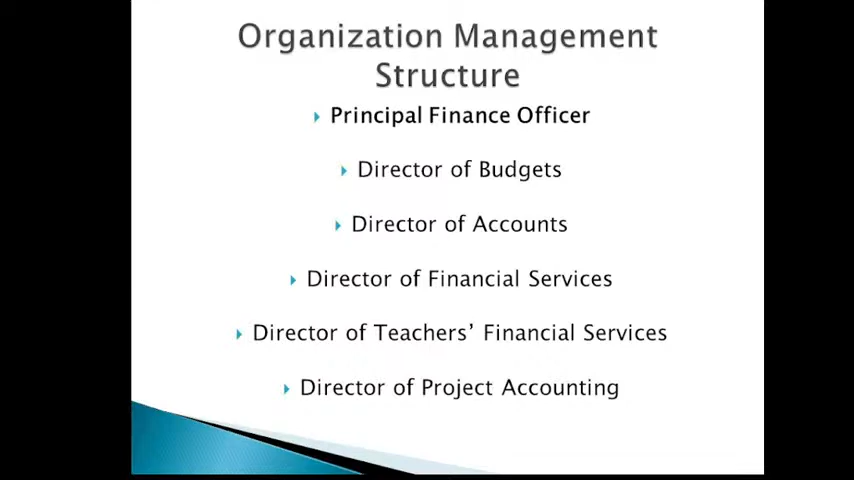 Organization Management
Structure
Principal Finance Officer
Director of Budgets
Director of Accounts
Director of Financial Services
Director of Teachers’ Financial Services
Director of Project Accounting